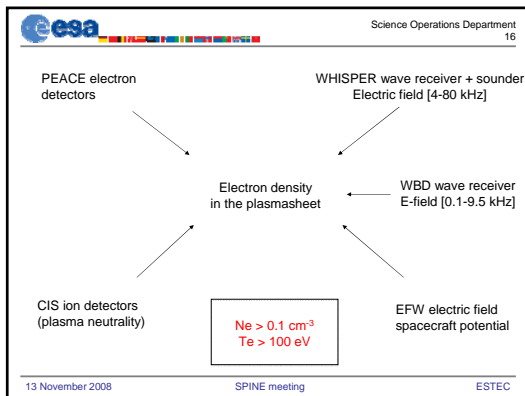 esa
Science Operations Department
16
PEACE electron
detectors
WHISPER wave receiver + sounder
Electric field [4-80 kHz]
Electron density
in the plasmasheet
WBD wave receiver
E-field [0.1-9.5 kHz]
CIS ion detectors
(plasma neutrality)
Ne > 0.1 cm⁻³
Te > 100 eV
EFW electric field
spacecraft potential
13 November 2008
SPINE meeting
ESTEC